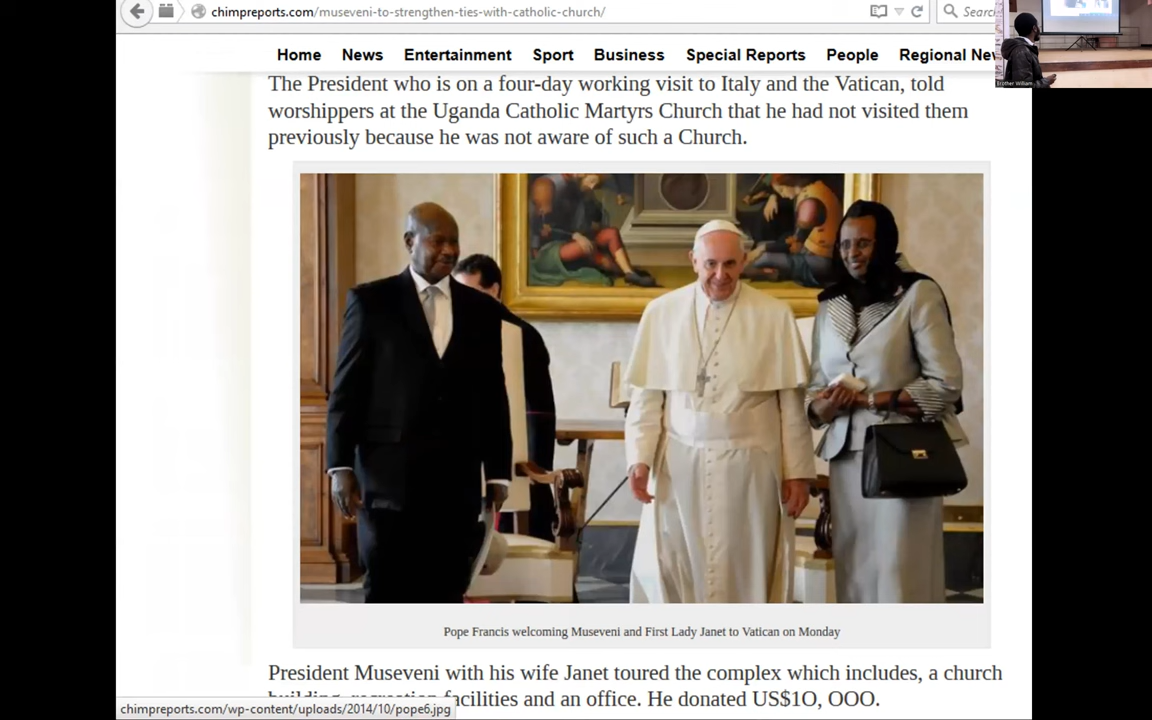 chimpreports.com/museveni-to-strengthen-ties-with-catholic-church/
Search
Home News Entertainment Sport Business Special Reports People Regional New
The President who is on a four-day working visit to Italy and the Vatican, told
worshippers at the Uganda Catholic Martyrs Church that he had not visited them
previously because he was not aware of such a Church.
Brother William
Pope Francis welcoming Museveni and First Lady Janet to Vatican on Monday
President Museveni with his wife Janet toured the complex which includes, a church
building, recreation facilities and an office. He donated US$1O, OOO.
chimpreports.com/wp-content/uploads/2014/10/pope6.jpg